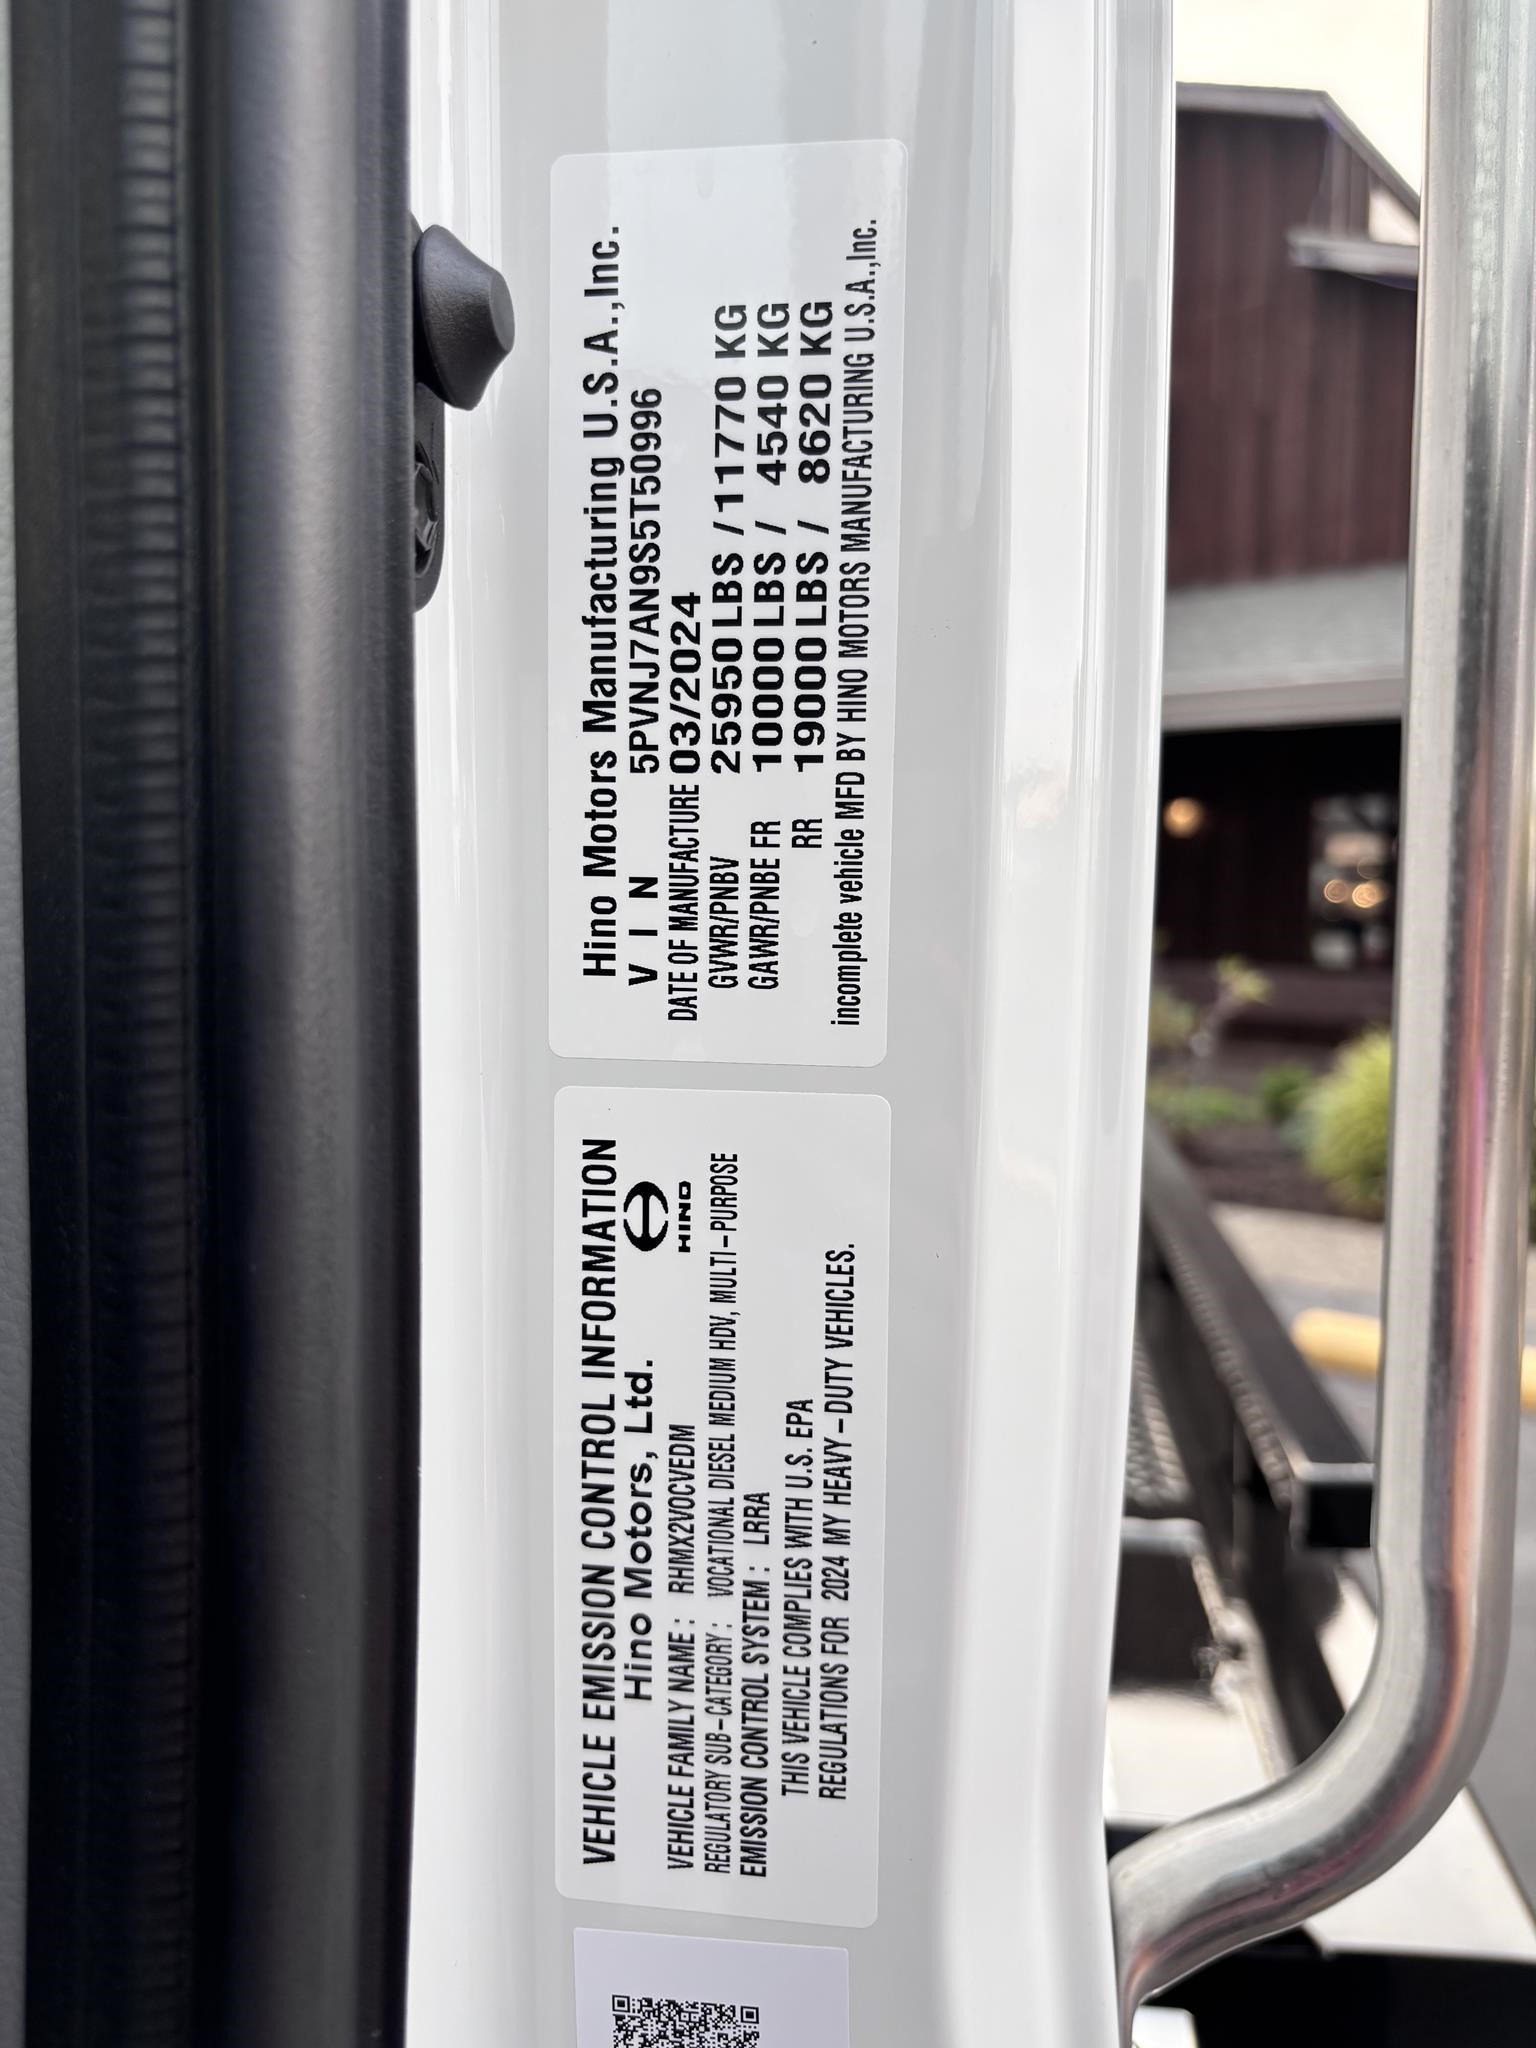 Hino Motors Manufacturing U.S.A.,Inc.
V I N 5PVNJ7AN9S5T50996
DATE OF MANUFACTURE 03/2024
GVWR/PNBV 25950 LBS / 11770 KG
GAWR/PNBE FR 10000 LBS / 4540 KG
RR 19000 LBS / 8620 KG
incomplete vehicle MFD BY HINO MOTORS MANUFACTURING U.S.A.,Inc.
VEHICLE EMISSION CONTROL INFORMATION
Hino Motors, Ltd.
HINO
VEHICLE FAMILY NAME : RHMX2VOCVEDM
REGULATORY SUB-CATEGORY : VOCATIONAL DIESEL MEDIUM HDV, MULTI-PURPOSE
EMISSION CONTROL SYSTEM : LRRA
THIS VEHICLE COMPLIES WITH U.S. EPA
REGULATIONS FOR 2024 MY HEAVY-DUTY VEHICLES.